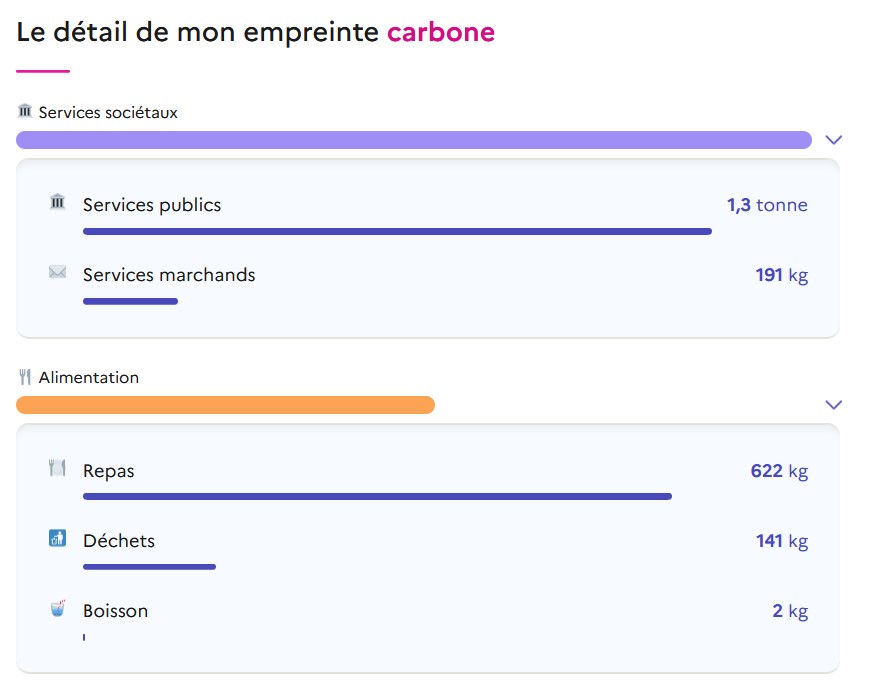 Le détail de mon empreinte carbone
Services sociétaux
Services publics 1,3 tonne
Services marchands 191 kg
Alimentation
Repas 622 kg
Déchets 141 kg
Boisson 2 kg